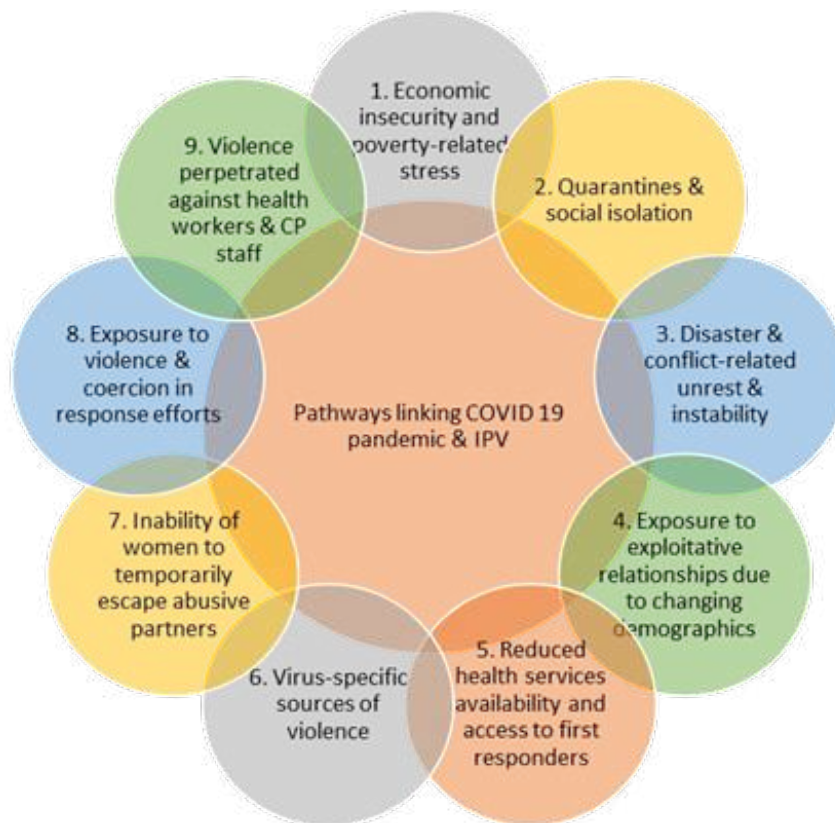 1. Economic
insecurity and
poverty-related
stress
2. Quarantines &
social isolation
3. Disaster &
conflict-related
unrest &
instability
4. Exposure to
exploitative
relationships due
to changing
demographics
5. Reduced
health services
availability and
access to first
responders
6. Virus-specific
sources of
violence
7. Inability of
women to
temporarily
escape abusive
partners
8. Exposure to
violence &
coercion in
response efforts
9. Violence
perpetrated
against health
workers & CP
staff
Pathways linking COVID 19
pandemic & IPV